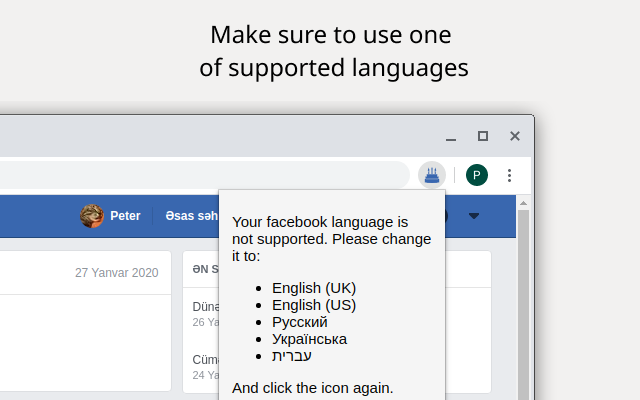 Make sure to use one
of supported languages
P
Peter
Əsas səh
Your facebook language is
not supported. Please change
it to:
• English (UK)
• English (US)
• Русский
• Українська
• עברית
And click the icon again.
27 Yanvar 2020
ƏN S
Dünə
26 Ya
Cümə
24 Ya